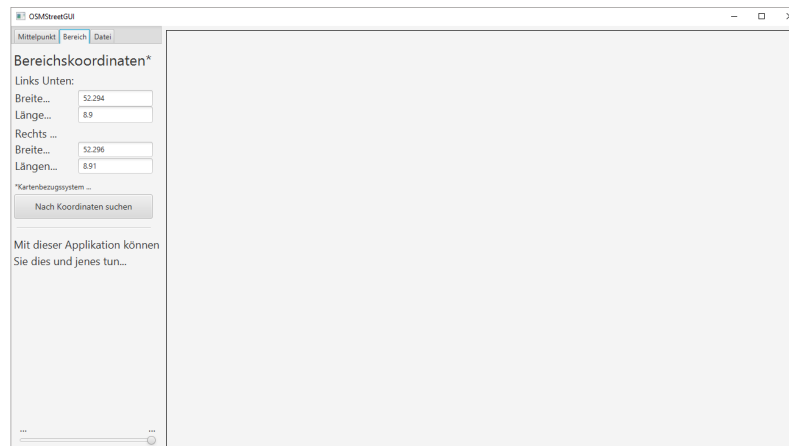 OSMStreetGUI
Mittelpunkt Bereich Datei
Bereichskoordinaten*
Links Unten:
Breite... 52.294
Länge... 8.9
Rechts ...
Breite... 52.296
Längen... 8.91
*Kartenbezugssystem ...
Nach Koordinaten suchen
Mit dieser Applikation können
Sie dies und jenes tun...
... ...